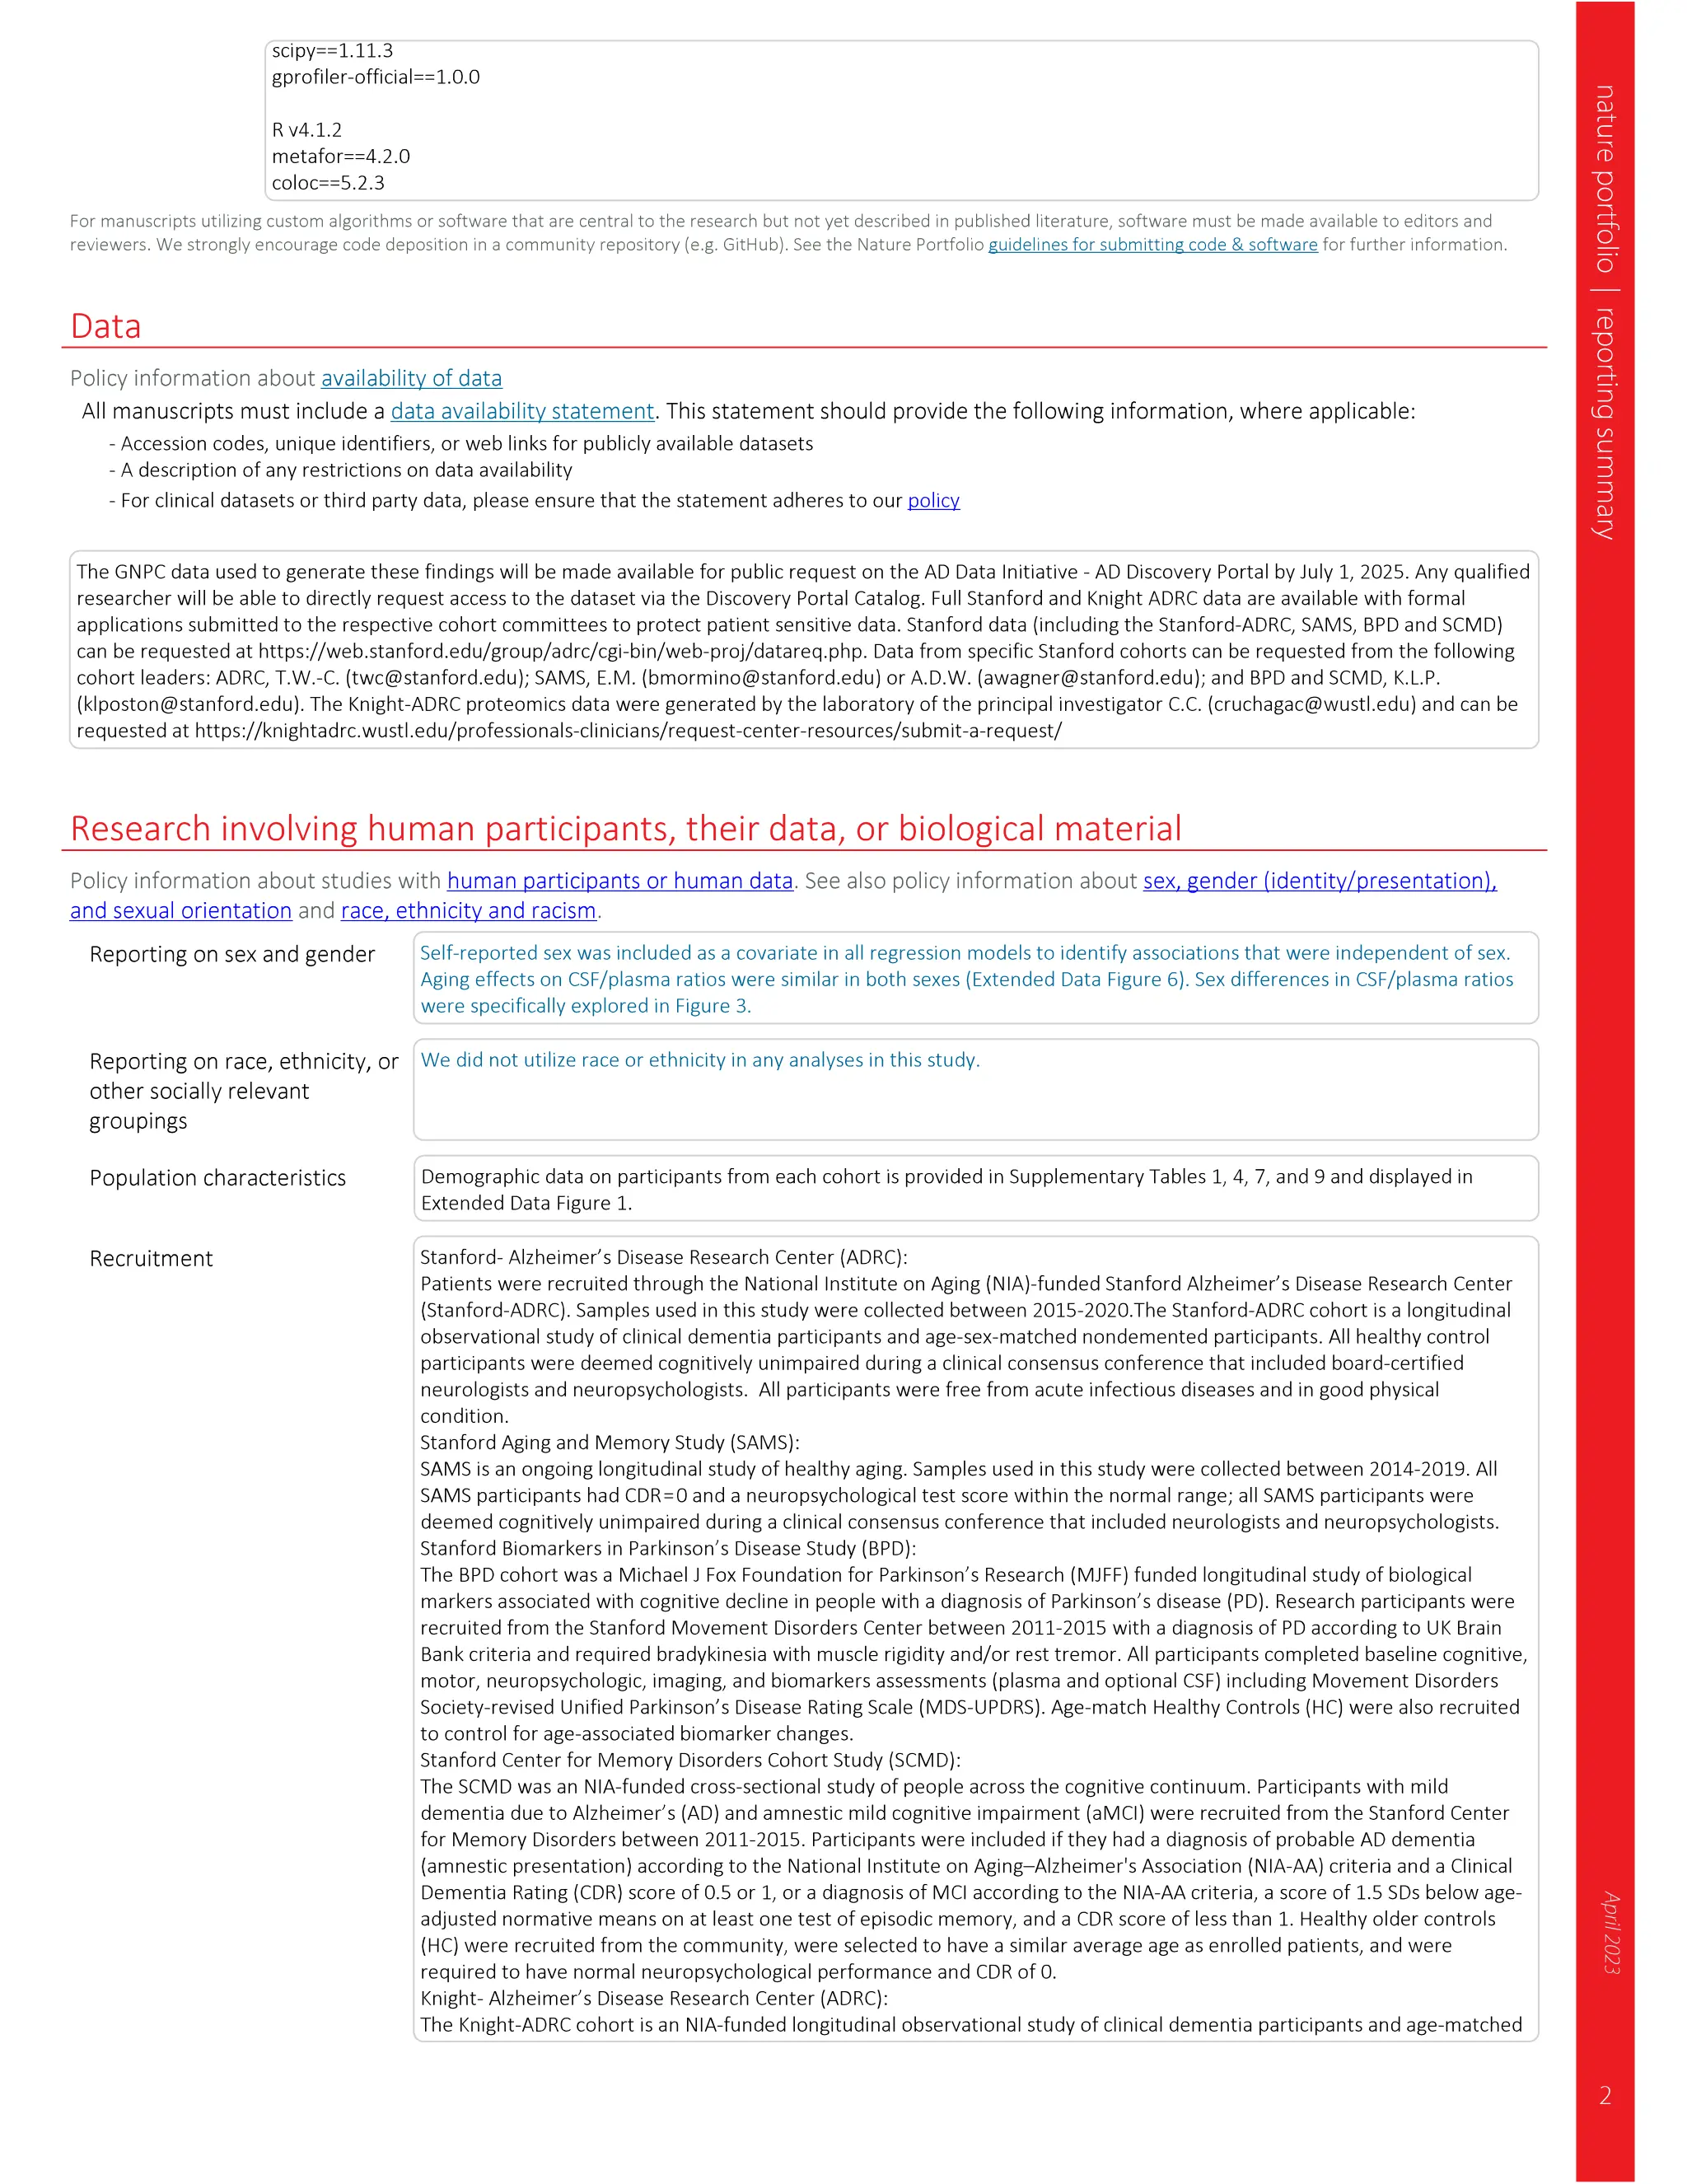 scipy==1.11.3
gprofiler-official==1.0.0
R v4.1.2
metafor==4.2.0
coloc==5.2.3
For manuscripts utilizing custom algorithms or software that are central to the research but not yet described in published literature, software must be made available to editors and
reviewers. We strongly encourage code deposition in a community repository (e.g. GitHub). See the Nature Portfolio guidelines for submitting code & software for further information.
Data
Policy information about availability of data
All manuscripts must include a data availability statement. This statement should provide the following information, where applicable:
- Accession codes, unique identifiers, or web links for publicly available datasets
- A description of any restrictions on data availability
- For clinical datasets or third party data, please ensure that the statement adheres to our policy
The GNPC data used to generate these findings will be made available for public request on the AD Data Initiative - AD Discovery Portal by July 1, 2025. Any qualified
researcher will be able to directly request access to the dataset via the Discovery Portal Catalog. Full Stanford and Knight ADRC data are available with formal
applications submitted to the respective cohort committees to protect patient sensitive data. Stanford data (including the Stanford-ADRC, SAMS, BPD and SCMD)
can be requested at https://web.stanford.edu/group/adrc/cgi-bin/web-proj/datareq.php. Data from specific Stanford cohorts can be requested from the following
cohort leaders: ADRC, T.W.-C. (twc@stanford.edu); SAMS, E.M. (bmormino@stanford.edu) or A.D.W. (awagner@stanford.edu); and BPD and SCMD, K.L.P.
(klposton@stanford.edu). The Knight-ADRC proteomics data were generated by the laboratory of the principal investigator C.C. (cruchagac@wustl.edu) and can be
requested at https://knightadrc.wustl.edu/professionals-clinicians/request-center-resources/submit-a-request/
Research involving human participants, their data, or biological material
Policy information about studies with human participants or human data. See also policy information about sex, gender (identity/presentation),
and sexual orientation and race, ethnicity and racism.
Reporting on sex and gender
Self-reported sex was included as a covariate in all regression models to identify associations that were independent of sex.
Aging effects on CSF/plasma ratios were similar in both sexes (Extended Data Figure 6). Sex differences in CSF/plasma ratios
were specifically explored in Figure 3.
Reporting on race, ethnicity, or
other socially relevant
groupings
We did not utilize race or ethnicity in any analyses in this study.
Population characteristics
Demographic data on participants from each cohort is provided in Supplementary Tables 1, 4, 7, and 9 and displayed in
Extended Data Figure 1.
Recruitment
Stanford- Alzheimer’s Disease Research Center (ADRC):
Patients were recruited through the National Institute on Aging (NIA)-funded Stanford Alzheimer’s Disease Research Center
(Stanford-ADRC). Samples used in this study were collected between 2015-2020.The Stanford-ADRC cohort is a longitudinal
observational study of clinical dementia participants and age-sex-matched nondemented participants. All healthy control
participants were deemed cognitively unimpaired during a clinical consensus conference that included board-certified
neurologists and neuropsychologists.  All participants were free from acute infectious diseases and in good physical
condition.
Stanford Aging and Memory Study (SAMS):
SAMS is an ongoing longitudinal study of healthy aging. Samples used in this study were collected between 2014-2019. All
SAMS participants had CDR=0 and a neuropsychological test score within the normal range; all SAMS participants were
deemed cognitively unimpaired during a clinical consensus conference that included neurologists and neuropsychologists.
Stanford Biomarkers in Parkinson’s Disease Study (BPD):
The BPD cohort was a Michael J Fox Foundation for Parkinson’s Research (MJFF) funded longitudinal study of biological
markers associated with cognitive decline in people with a diagnosis of Parkinson’s disease (PD). Research participants were
recruited from the Stanford Movement Disorders Center between 2011-2015 with a diagnosis of PD according to UK Brain
Bank criteria and required bradykinesia with muscle rigidity and/or rest tremor. All participants completed baseline cognitive,
motor, neuropsychologic, imaging, and biomarkers assessments (plasma and optional CSF) including Movement Disorders
Society-revised Unified Parkinson’s Disease Rating Scale (MDS-UPDRS). Age-match Healthy Controls (HC) were also recruited
to control for age-associated biomarker changes.
Stanford Center for Memory Disorders Cohort Study (SCMD):
The SCMD was an NIA-funded cross-sectional study of people across the cognitive continuum. Participants with mild
dementia due to Alzheimer’s (AD) and amnestic mild cognitive impairment (aMCI) were recruited from the Stanford Center
for Memory Disorders between 2011-2015. Participants were included if they had a diagnosis of probable AD dementia
(amnestic presentation) according to the National Institute on Aging–Alzheimer's Association (NIA-AA) criteria and a Clinical
Dementia Rating (CDR) score of 0.5 or 1, or a diagnosis of MCI according to the NIA-AA criteria, a score of 1.5 SDs below age-
adjusted normative means on at least one test of episodic memory, and a CDR score of less than 1. Healthy older controls
(HC) were recruited from the community, were selected to have a similar average age as enrolled patients, and were
required to have normal neuropsychological performance and CDR of 0.
Knight- Alzheimer’s Disease Research Center (ADRC):
The Knight-ADRC cohort is an NIA-funded longitudinal observational study of clinical dementia participants and age-matched
nature portfolio | reporting summary
April 2023
2